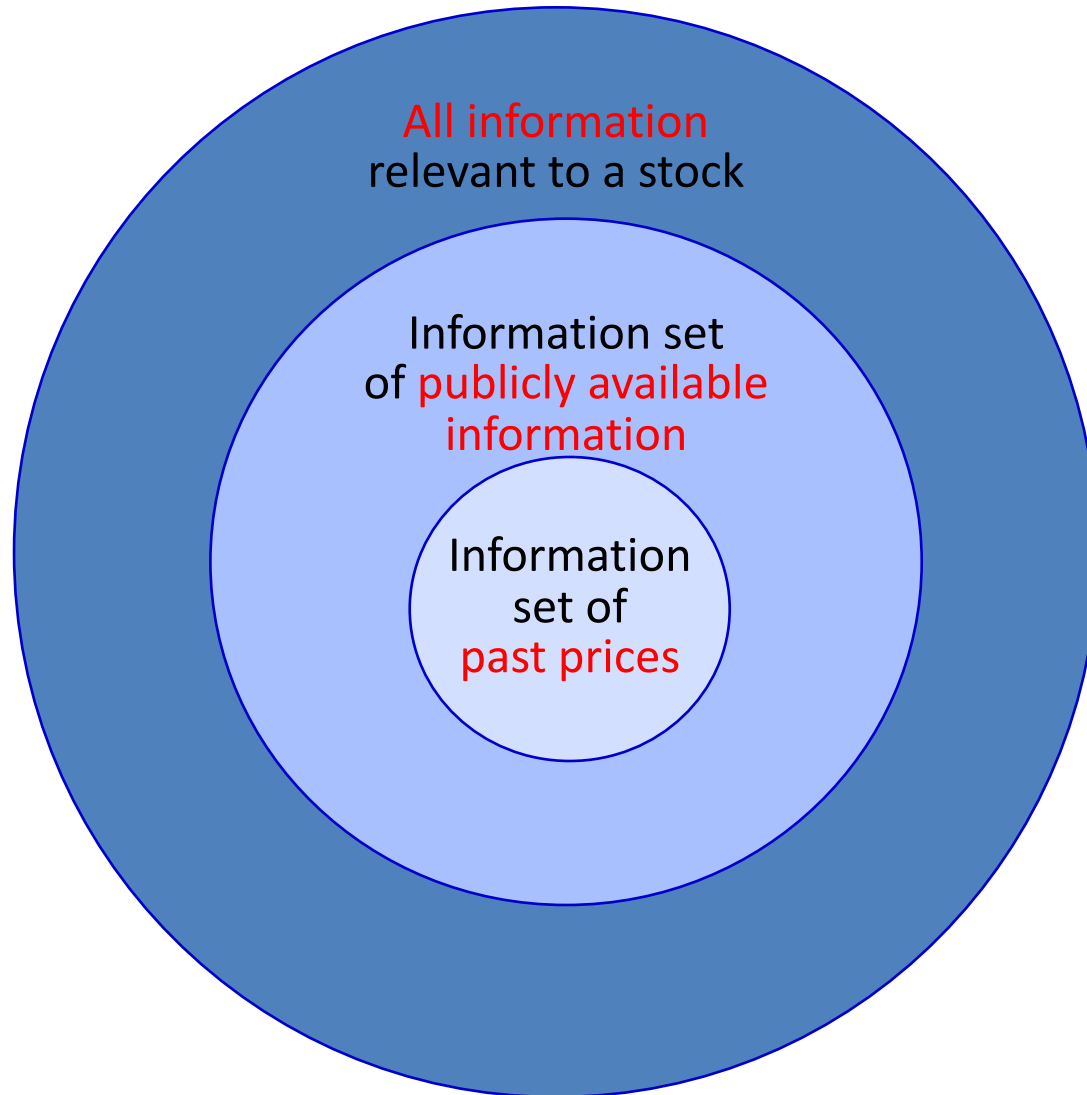 All information
relevant to a stock
Information set
of publicly available
information
Information
set of
past prices